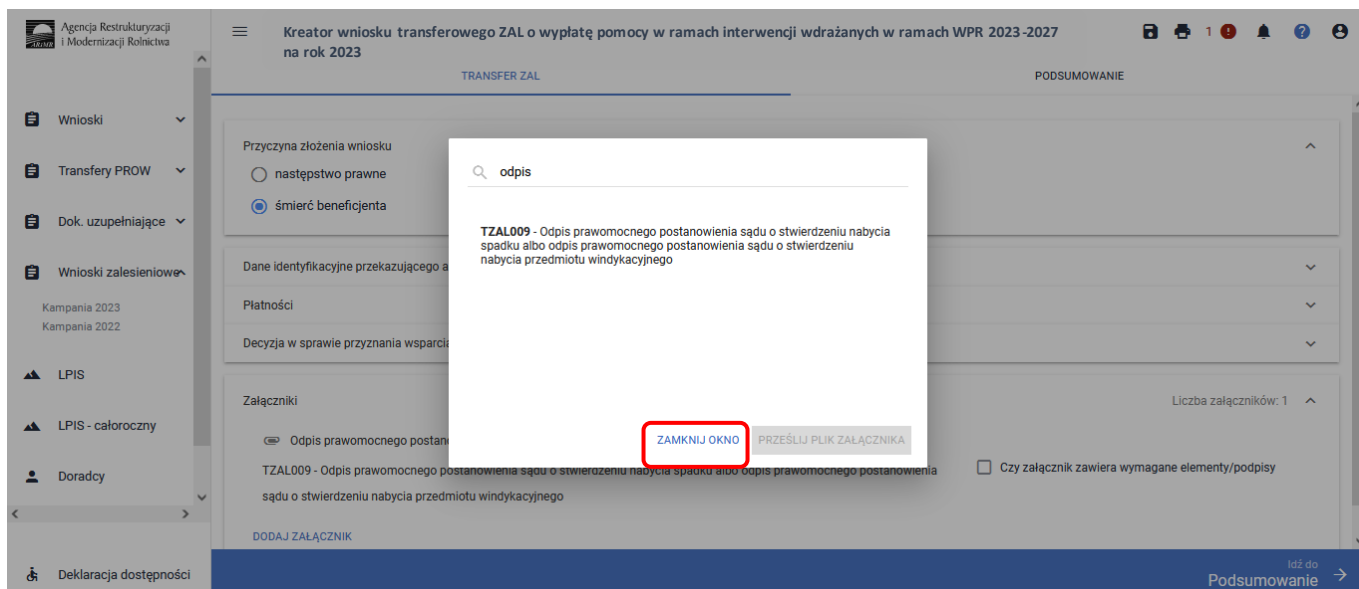 Agencja Restrukturyzacji
i Modernizacji Rolnictwa
ARiMR
Kreator wniosku transferowego ZAL o wypłatę pomocy w ramach interwencji wdrażanych w ramach WPR 2023-2027
na rok 2023
1
TRANSFER ZAL
PODSUMOWANIE
Wnioski
Transfery PROW
Dok. uzupełniające
Wnioski zalesieniowe
Kampania 2023
Kampania 2022
LPIS
LPIS - całoroczny
Doradcy
Deklaracja dostępności
Przyczyna złożenia wniosku
następstwo prawne
śmierć beneficjenta
Dane identyfikacyjne przekazującego a
Płatności
Decyzja w sprawie przyznania wsparcia
Załączniki
Liczba załączników: 1
Odpis prawomocnego postano
TZAL009 - Odpis prawomocnego postanowienia sądu o stwierdzeniu nabycia spadku albo odpis prawomocnego postanowienia
sądu o stwierdzeniu nabycia przedmiotu windykacyjnego
Czy załącznik zawiera wymagane elementy/podpisy
DODAJ ZAŁĄCZNIK
odpis
TZAL009 - Odpis prawomocnego postanowienia sądu o stwierdzeniu nabycia
spadku albo odpis prawomocnego postanowienia sądu o stwierdzeniu
nabycia przedmiotu windykacyjnego
ZAMKNIJ OKNO
PRZEŚLIJ PLIK ZAŁĄCZNIKA
Idź do
Podsumowanie